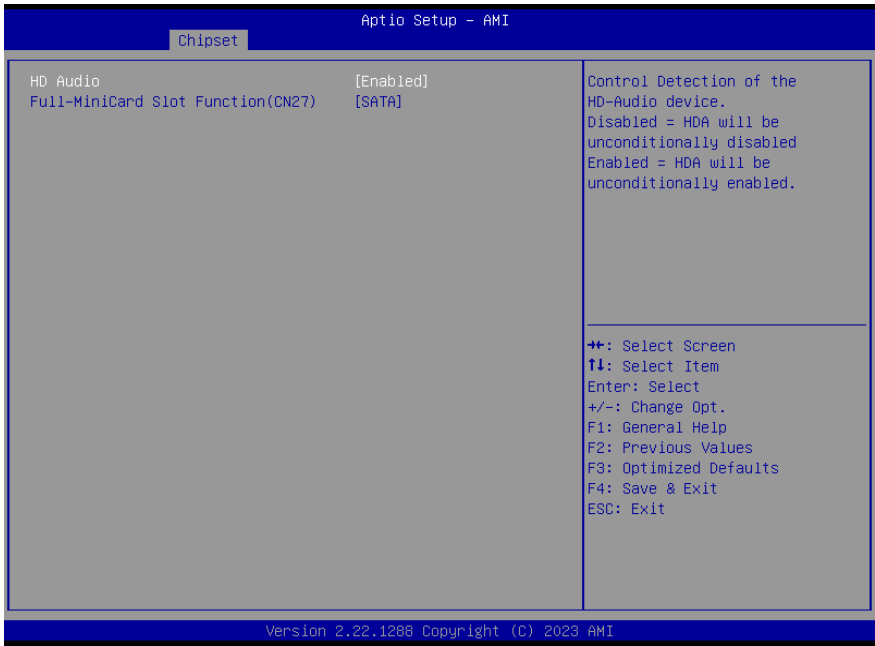 Aptio Setup – AMI
Chipset
HD Audio [Enabled]
Full-MiniCard Slot Function(CN27) [SATA]
Control Detection of the
HD-Audio device.
Disabled = HDA will be
unconditionally disabled
Enabled = HDA will be
unconditionally enabled.
→←: Select Screen
↑↓: Select Item
Enter: Select
+/-: Change Opt.
F1: General Help
F2: Previous Values
F3: Optimized Defaults
F4: Save & Exit
ESC: Exit
Version 2.22.1288 Copyright (C) 2023 AMI